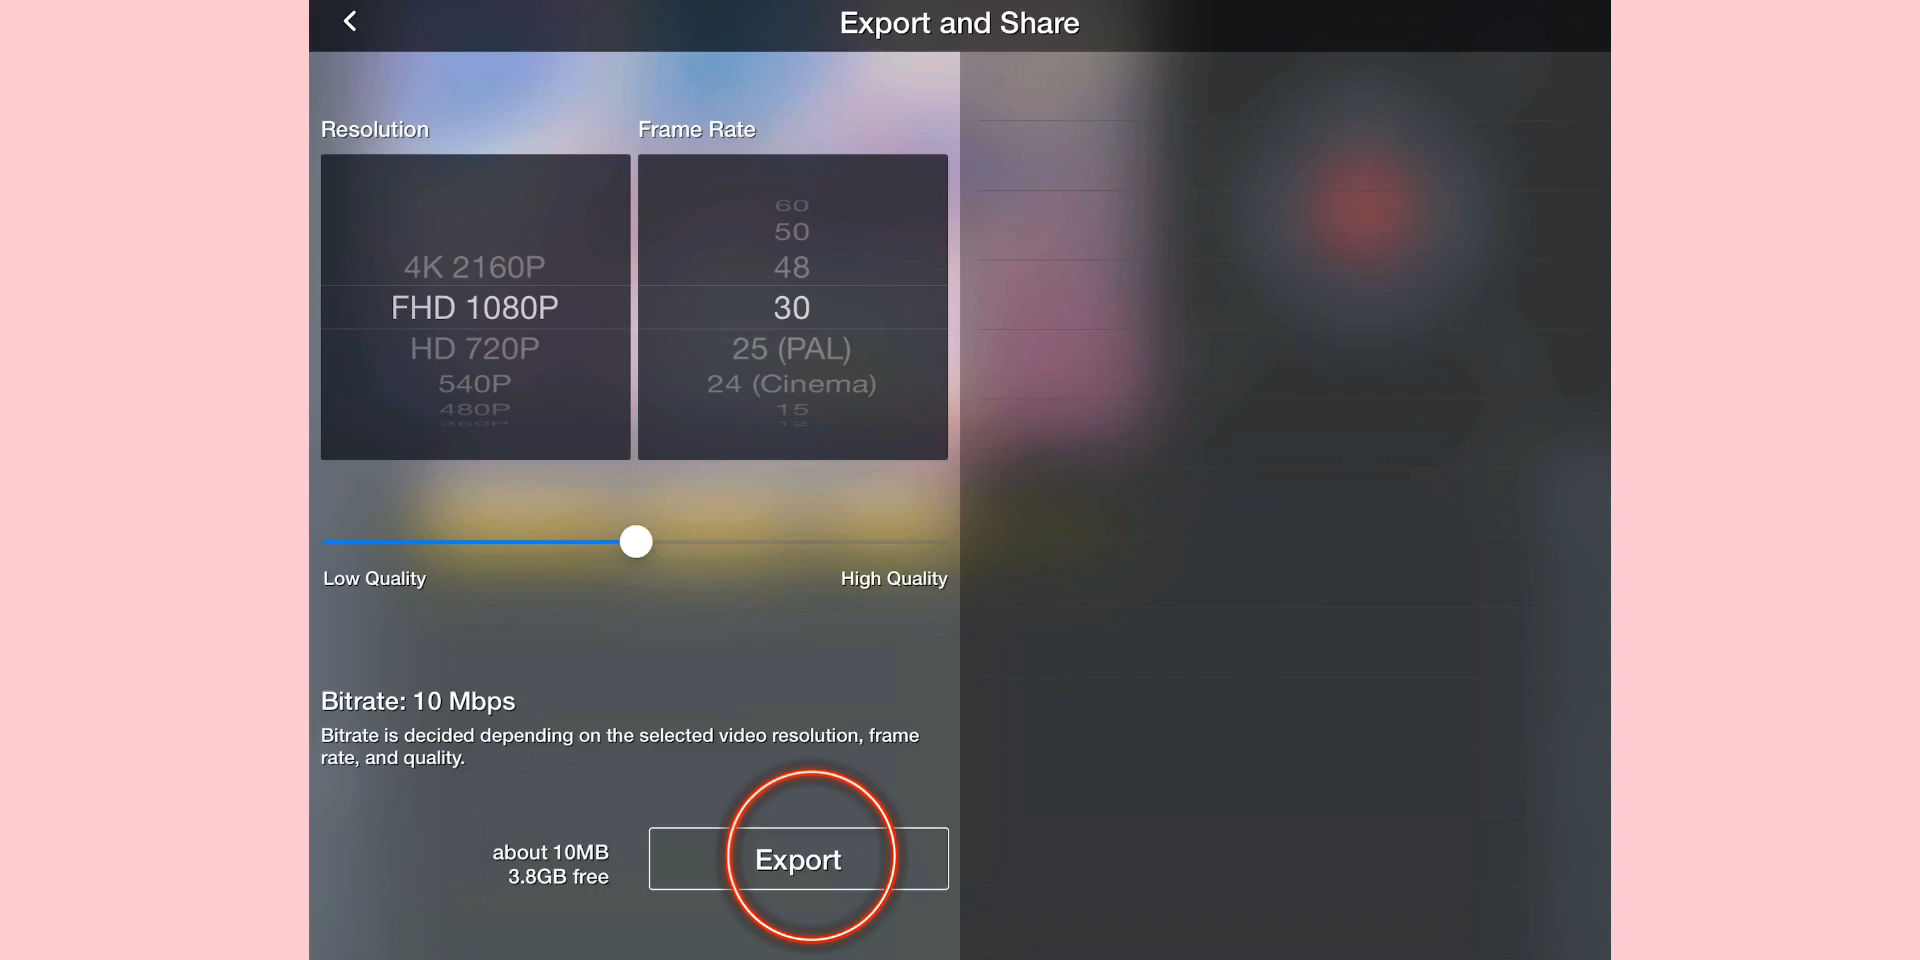 Export and Share
Resolution
Frame Rate
4K 2160P
FHD 1080P
HD 720P
540P
480P
360P
60
50
48
30
25 (PAL)
24 (Cinema)
15
12
Low Quality
High Quality
Bitrate: 10 Mbps
Bitrate is decided depending on the selected video resolution, frame
rate, and quality.
about 10MB
3.8GB free
Export